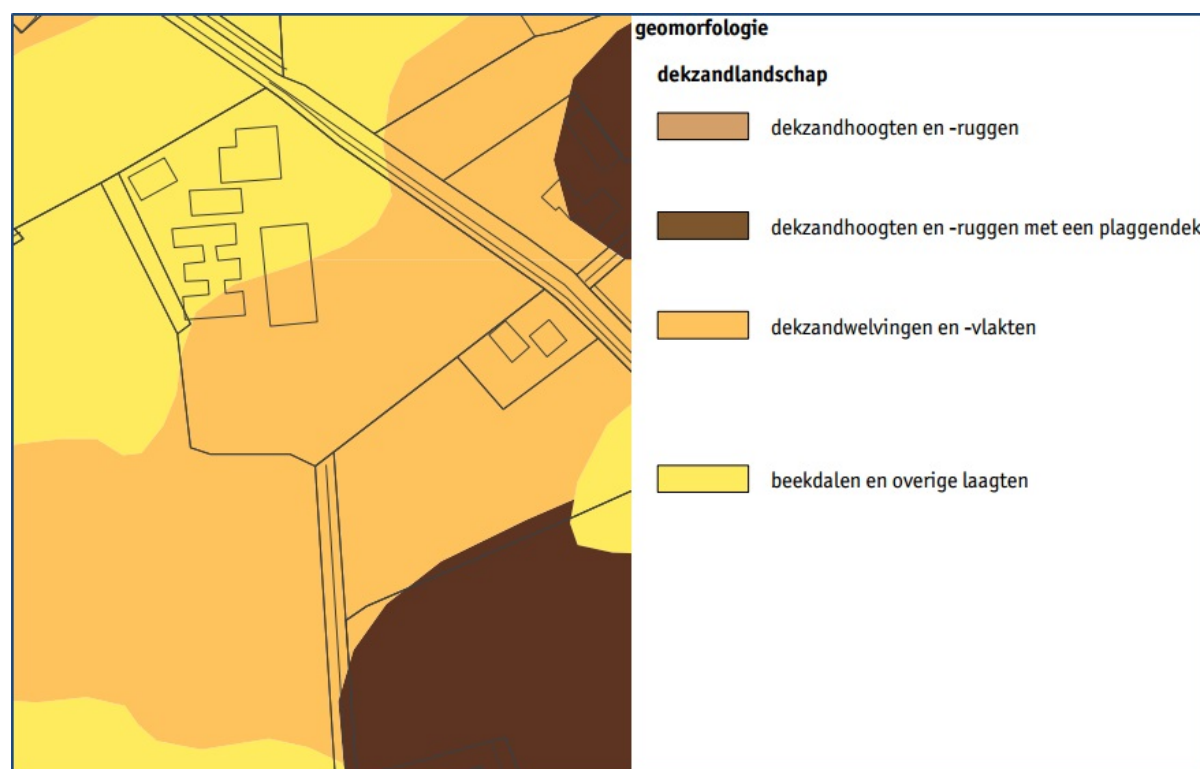 geomorfologie
dekzandlandschap
dekzandhoogten en -ruggen
dekzandhoogten en -ruggen met een plaggendek
dekzandwelvingen en -vlakten
beekdalen en overige laagten